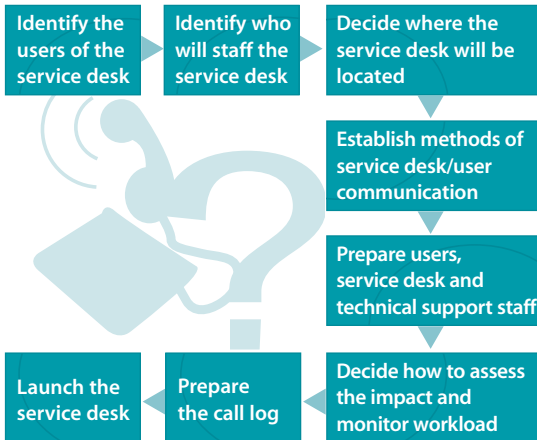 Identify the
users of the
service desk
Identify who
will staff the
service desk
Decide where the
service desk will be
located
Establish methods of
service desk/user
communication
Prepare users,
service desk and
technical support staff
Decide how to assess
the impact and
monitor workload
Prepare
the call log
Launch the
service desk